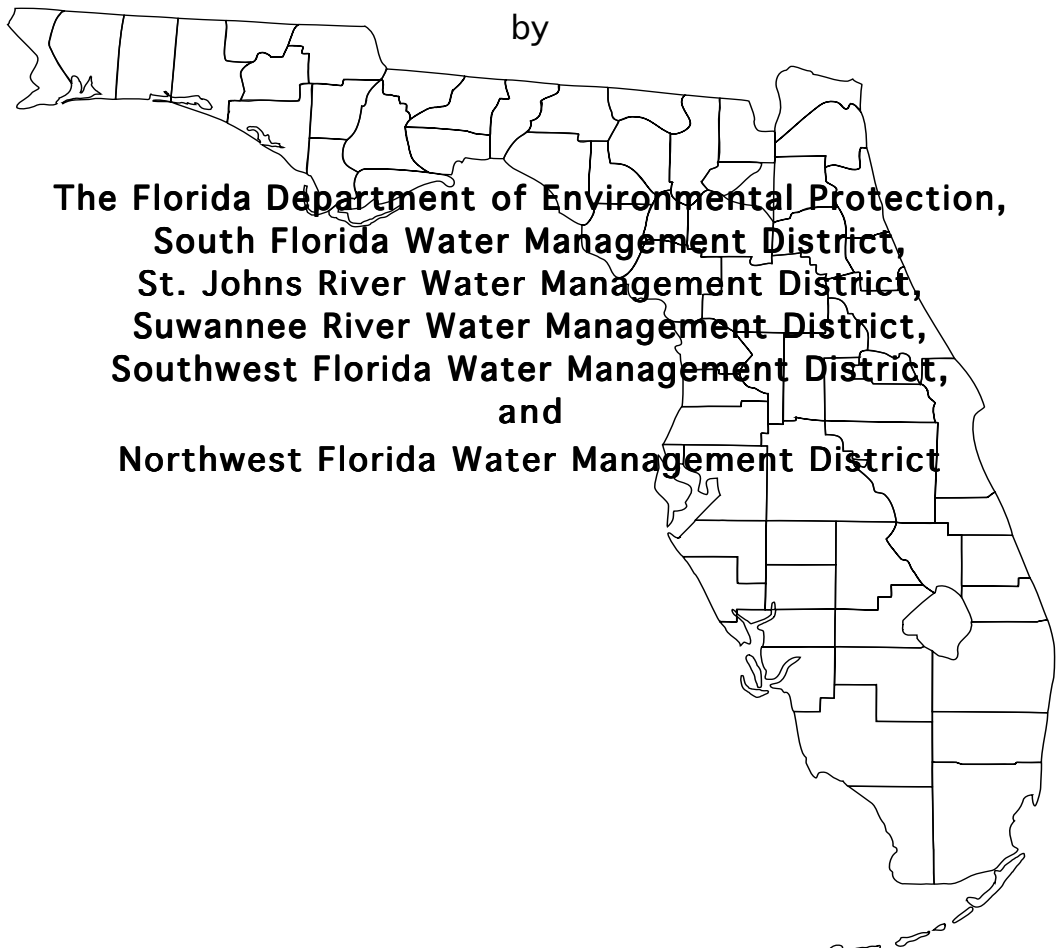 by
The Florida Department of Environmental Protection,
South Florida Water Management District,
St. Johns River Water Management District,
Suwannee River Water Management District,
Southwest Florida Water Management District,
and
Northwest Florida Water Management District